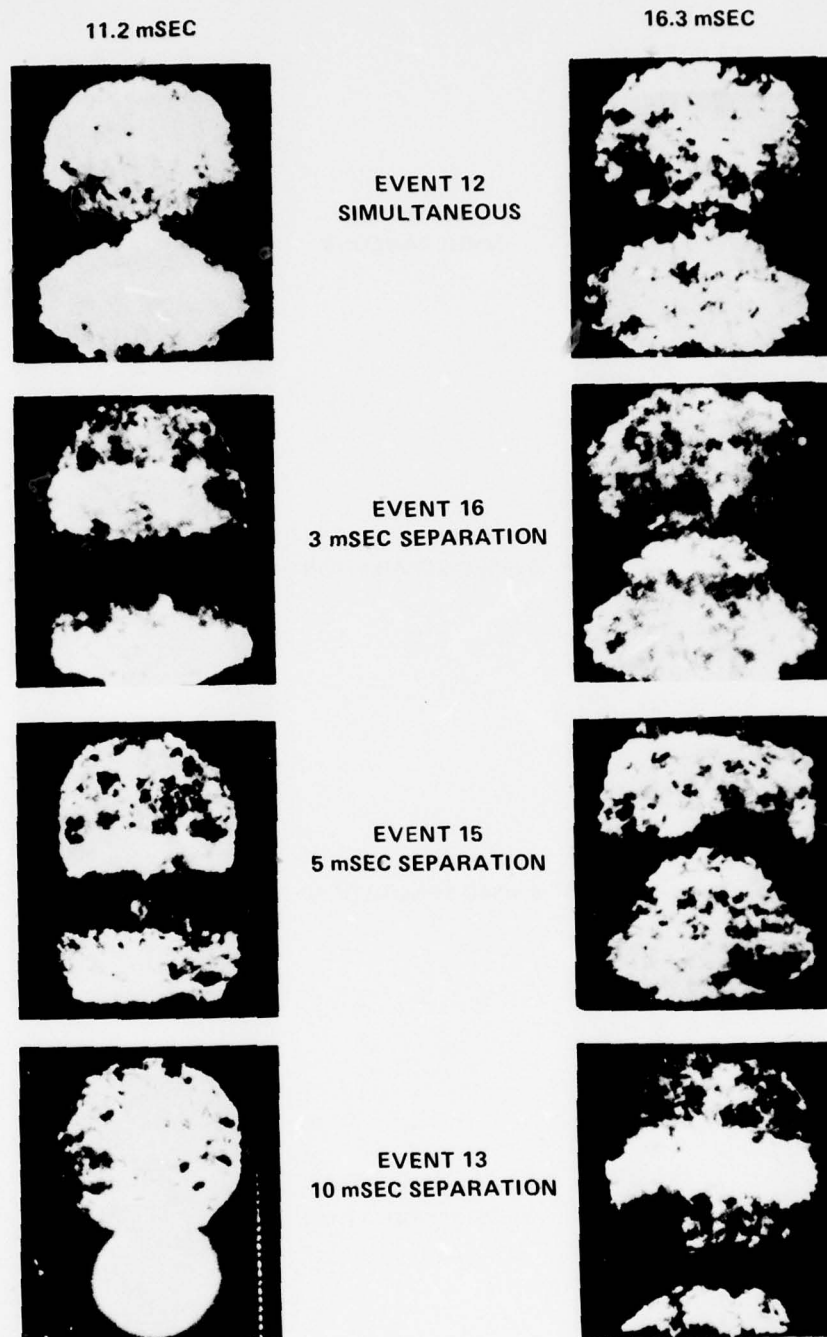 11.2 mSEC
16.3 mSEC
EVENT 12
SIMULTANEOUS
EVENT 16
3 mSEC SEPARATION
EVENT 15
5 mSEC SEPARATION
EVENT 13
10 mSEC SEPARATION